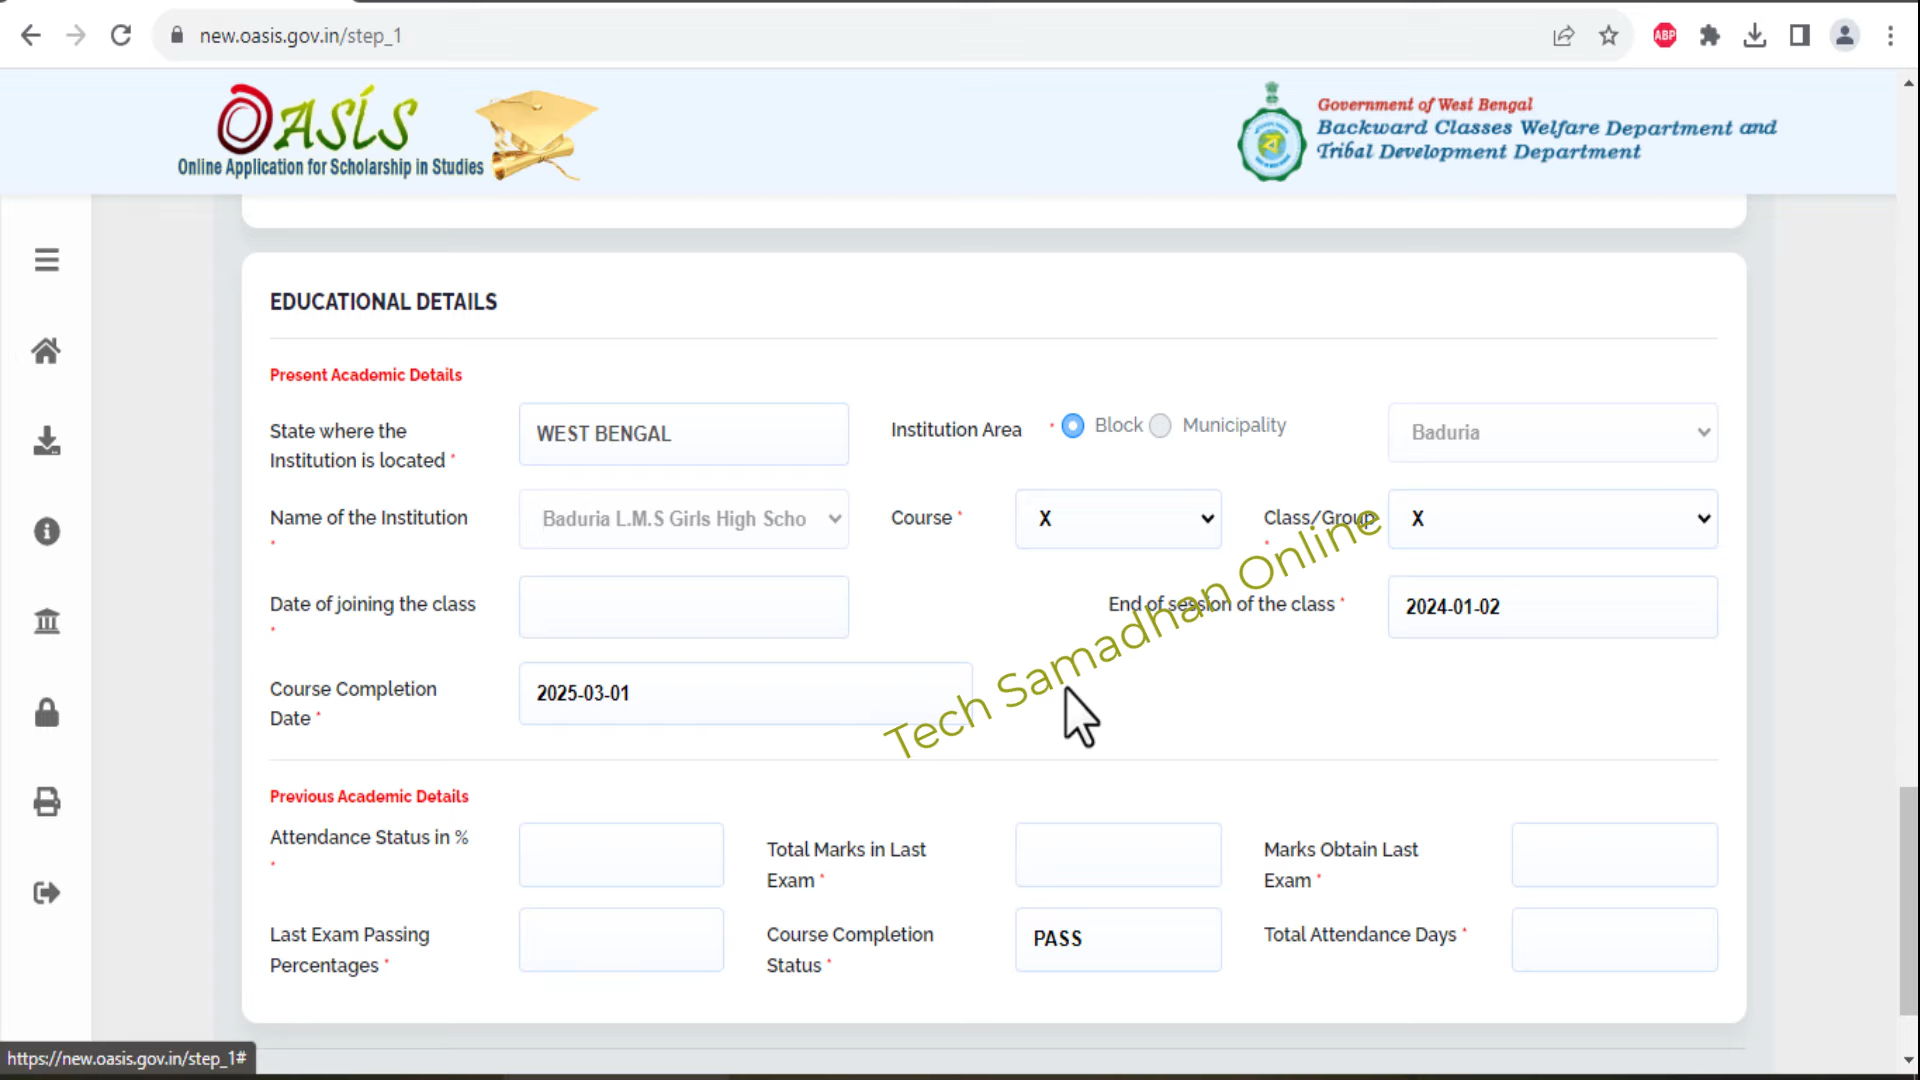 new.oasis.gov.in/step_1
ABP
OASIS
Online Application for Scholarship in Studies
Government of West Bengal
Backward Classes Welfare Department and
Tribal Development Department
EDUCATIONAL DETAILS
Present Academic Details
State where the
Institution is located *
WEST BENGAL
Institution Area *
Block
Municipality
Baduria
Name of the Institution
*
Baduria L.M.S Girls High Scho
Course *
X
Class/Group
*
X
Date of joining the class
*
End of session of the class *
2024-01-02
Course Completion
Date *
2025-03-01
Tech Samadhan Online
Previous Academic Details
Attendance Status in %
*
Total Marks in Last
Exam *
Marks Obtain Last
Exam *
Last Exam Passing
Percentages *
Course Completion
Status *
PASS
Total Attendance Days *
https://new.oasis.gov.in/step_1#